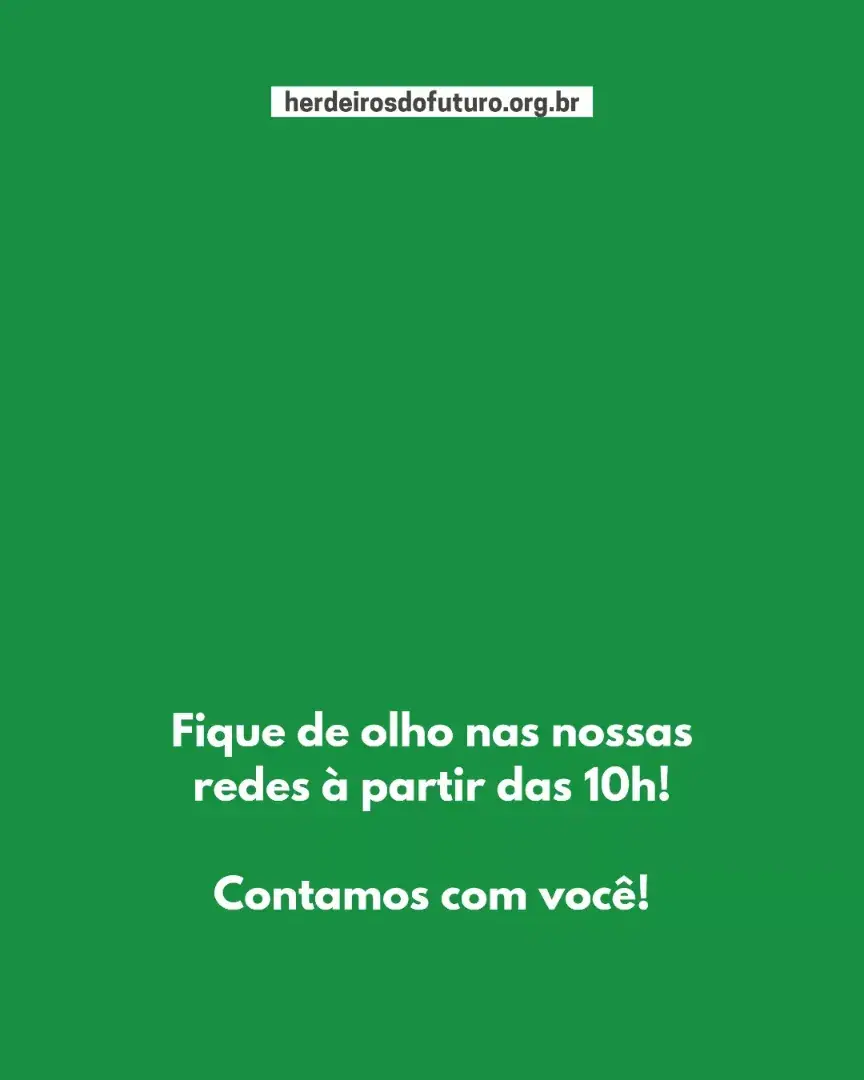 herdeirosdofuturo.org.br
Fique de olho nas nossas
redes à partir das 10h!
Contamos com você!